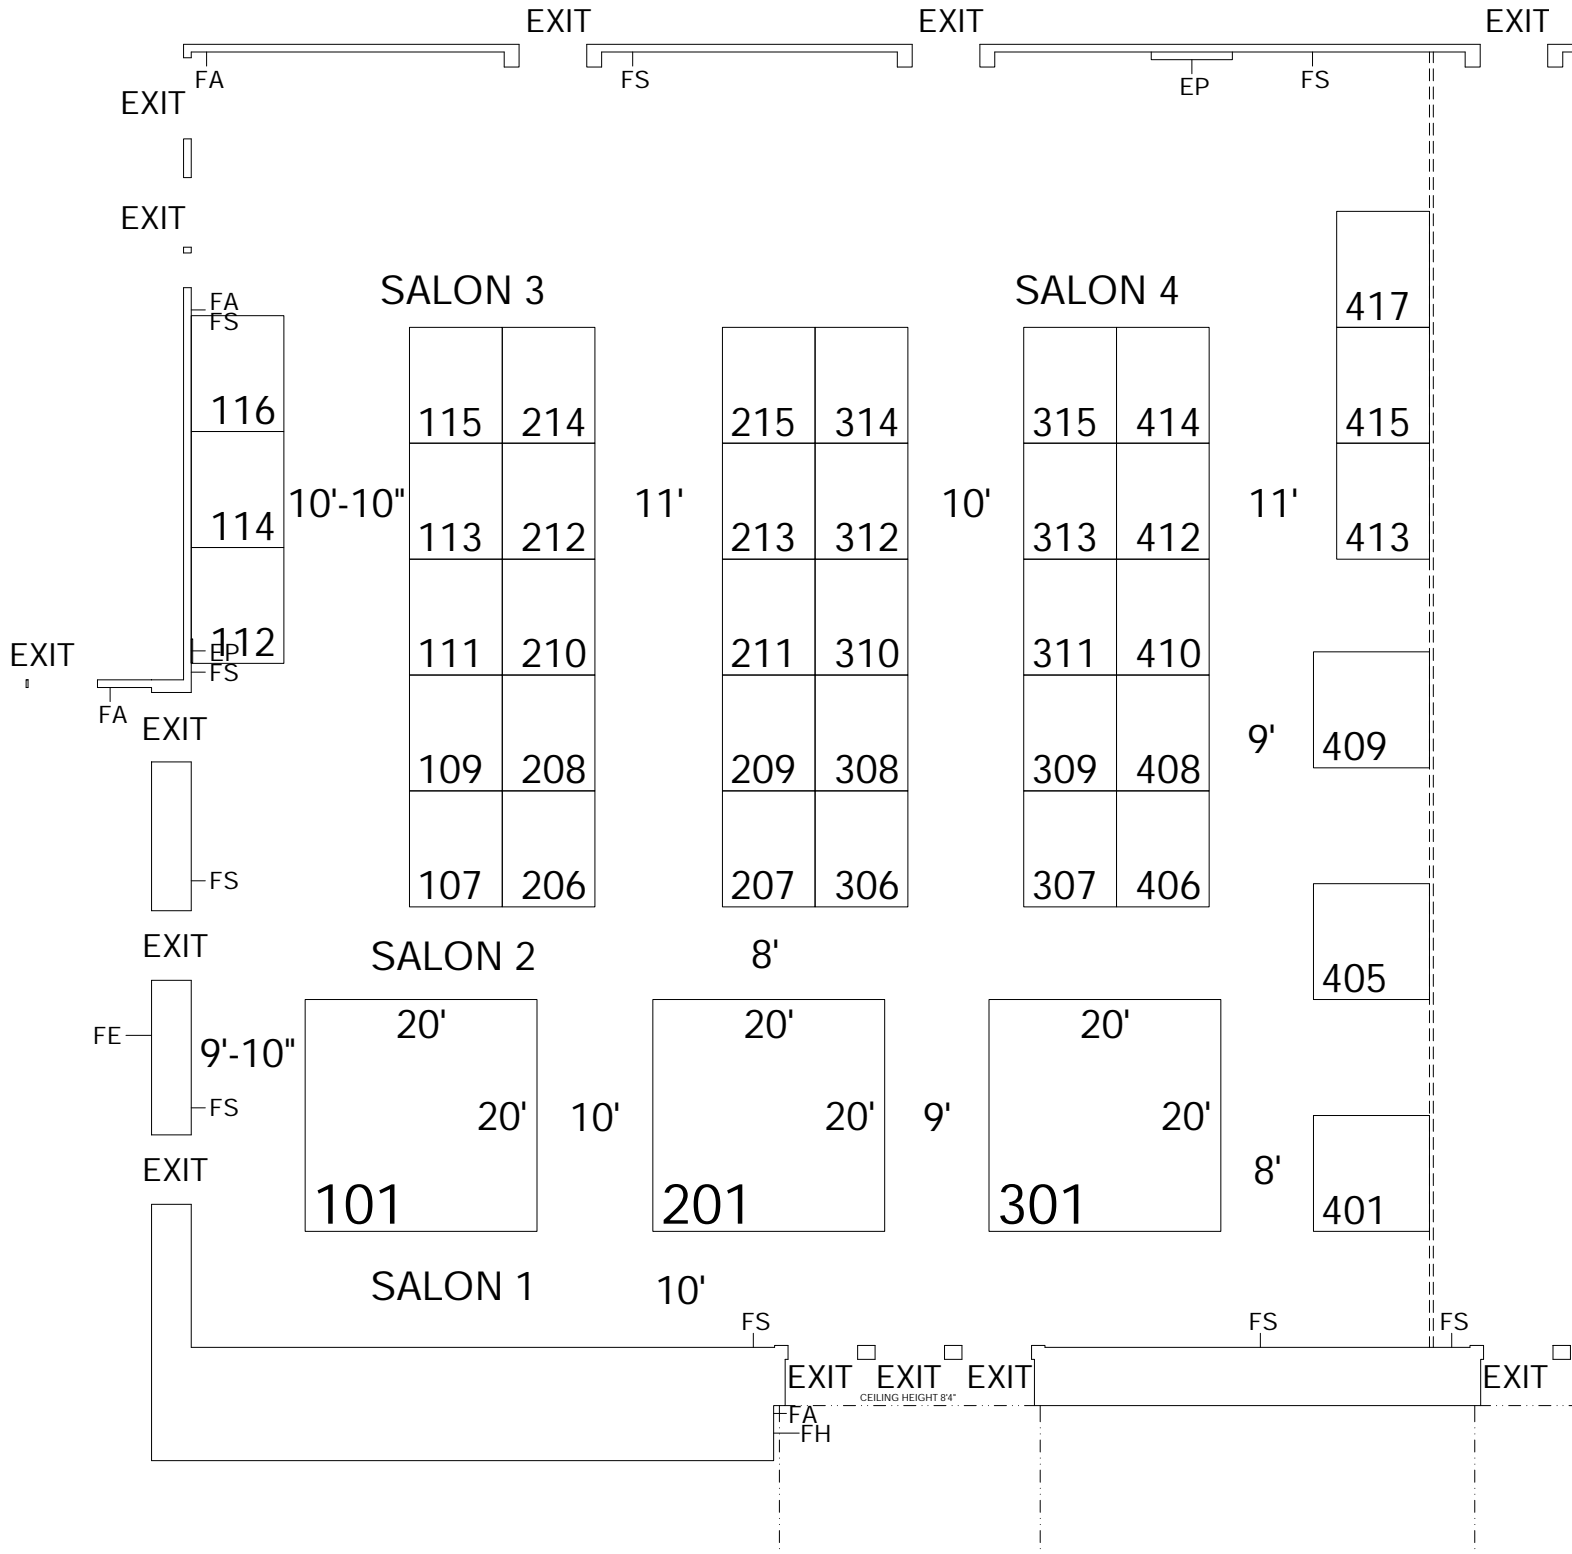 EXIT EXIT EXIT
FA FS EP FS
EXIT
EXIT
SALON 3 SALON 4
FA
FS
417
116 115 214 215 314 315 414 415
10'-10" 11' 10' 11'
114 113 212 213 312 313 412 413
112 111 210 211 310 311 410
EXIT EP
FS
FA EXIT
9' 409
109 208 209 308 309 408
FS
107 206 207 306 307 406
EXIT SALON 2 8'
405
20' 20' 20'
FE 9'-10"
FS 20' 10' 20' 9' 20'
EXIT 8'
101 201 301 401
SALON 1 10'
FS FS FS
EXIT EXIT EXIT EXIT
CEILING HEIGHT 8'4"
FA
FH